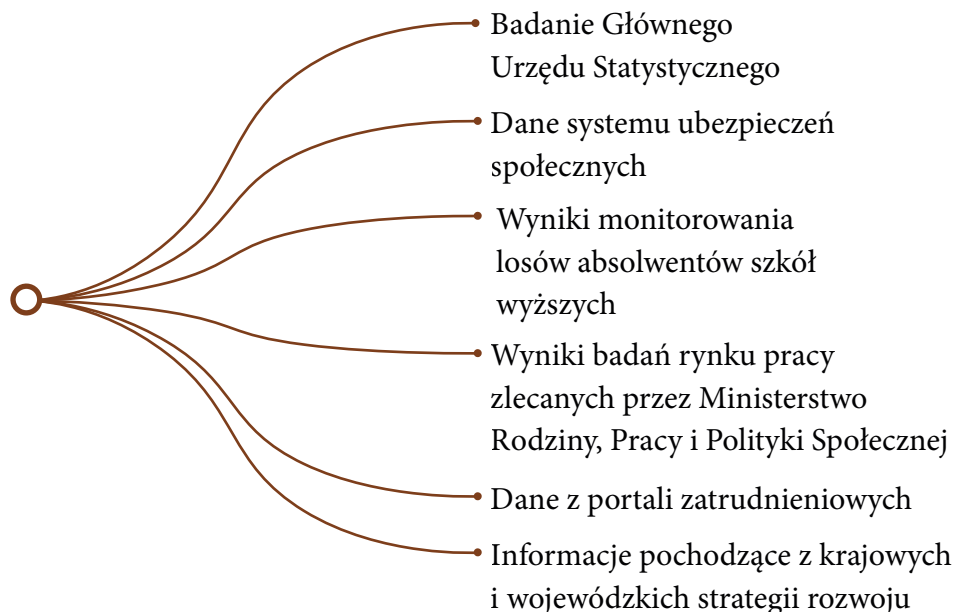 Badanie Głównego
Urzędu Statystycznego
Dane systemu ubezpieczeń
społecznych
Wyniki monitorowania
losów absolwentów szkół
wyższych
Wyniki badań rynku pracy
zlecanych przez Ministerstwo
Rodziny, Pracy i Polityki Społecznej
Dane z portali zatrudnieniowych
Informacje pochodzące z krajowych
i wojewódzkich strategii rozwoju